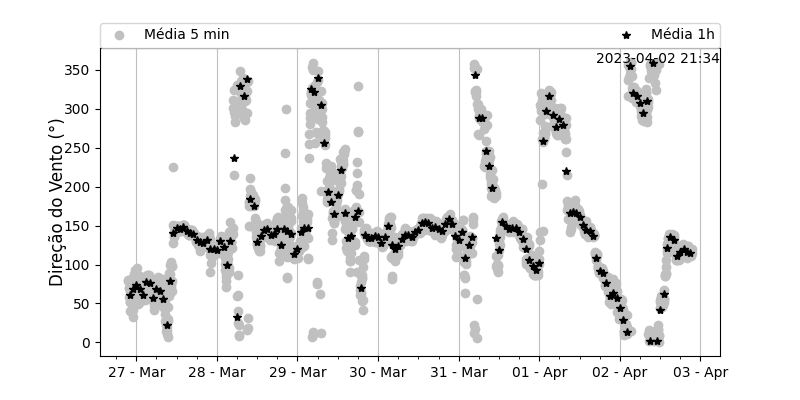 Média 5 min
Média 1h
2023-04-02 21:34
Direção do Vento (°)
350
300
250
200
150
100
50
0
27 - Mar
28 - Mar
29 - Mar
30 - Mar
31 - Mar
01 - Apr
02 - Apr
03 - Apr